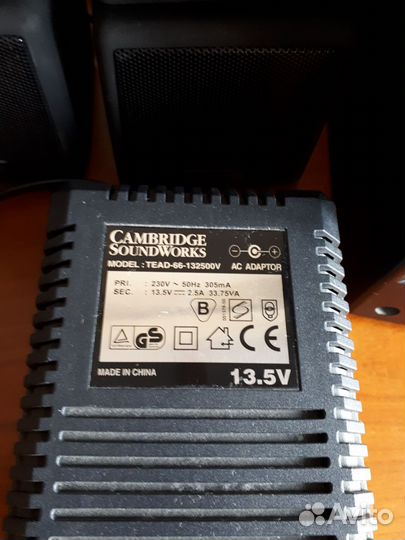 CAMBRIDGE
SOUNDWORKS
MODEL : TEAD-66-132500V AC ADAPTOR
PRI. : 230V ~ 50Hz 305mA
SEC. : 13.5V ⎓ 2.5A 33.75VA
B
GS
CE
MADE IN CHINA
13.5V
Avito